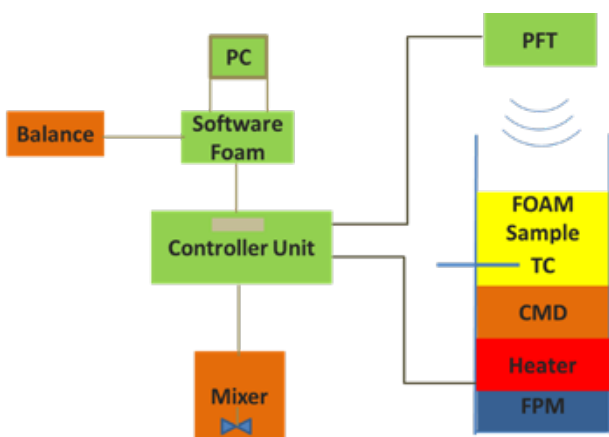 PC
PFT
Balance
Software
Foam
FOAM
Sample
TC
Controller Unit
CMD
Heater
Mixer
FPM